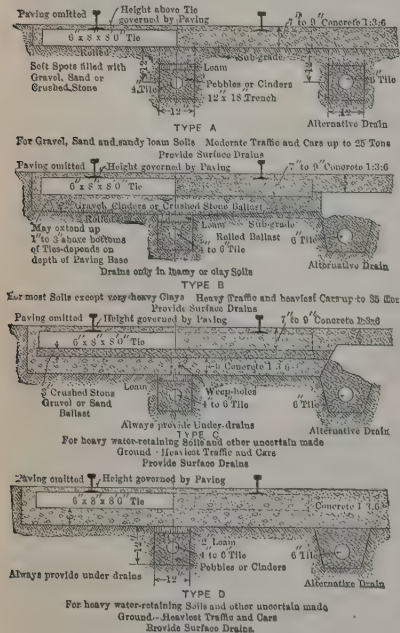 Paving omitted
Height above Tie
governed by Paving
7" to 9" Concrete 1:3:6
6"x 8"x 8'0" Tie
Rolled
Sub-grade
Soft Spots filled with
Gravel, Sand or
Crushed Stone
12"
4" Tile
Loam
Pebbles or Cinders
12" x 18" Trench
12"
12"
6" Tile
12"
Alternative Drain
TYPE A
For Gravel, Sand and sandy loam Soils Moderate Traffic and Cars up to 25 Tons
Provide Surface Drains
Paving omitted
Height governed by Paving
7" to 9" Concrete 1:3:6
6"x 8"x 8'0" Tie
Gravel, Cinders or Crushed Stone Ballast
Rolled
May extend up
1" to 3" above bottoms
of Ties-depends on
depth of Paving Base
Loam
Sub-grade
Rolled Ballast
4 to 6" Tile
6" Tile
Alternative Drain
Drains only in loamy or clay Soils
TYPE B
For most Soils except very heavy Clays Heavy Traffic and heaviest Cars up to 35
Provide Surface Drains
Paving omitted
Height governed by Paving
7" to 9" Concrete 1:3:6
6"x 8"x 8'0" Tie
Concrete 1:3:6
Crushed Stone
Gravel or Sand
Ballast
Loam
Weep-holes
4" to 6" Tile
6" Tile
Always provide Under-drains
Alternative Drain
TYPE C
For heavy water-retaining Soils and other uncertain made
Ground - Heaviest Traffic and Cars
Provide Surface Drains
Paving omitted
Height governed by Paving
6"x 8"x 8'0" Tie
Concrete 1:3:6
Loam
4 to 6" Tile
Pebbles or Cinders
12"
6" Tile
Always provide under drains
Alternative Drain
TYPE D
For heavy water-retaining Soils and other uncertain made
Ground--Heaviest Traffic and Cars
Provide Surface Drains